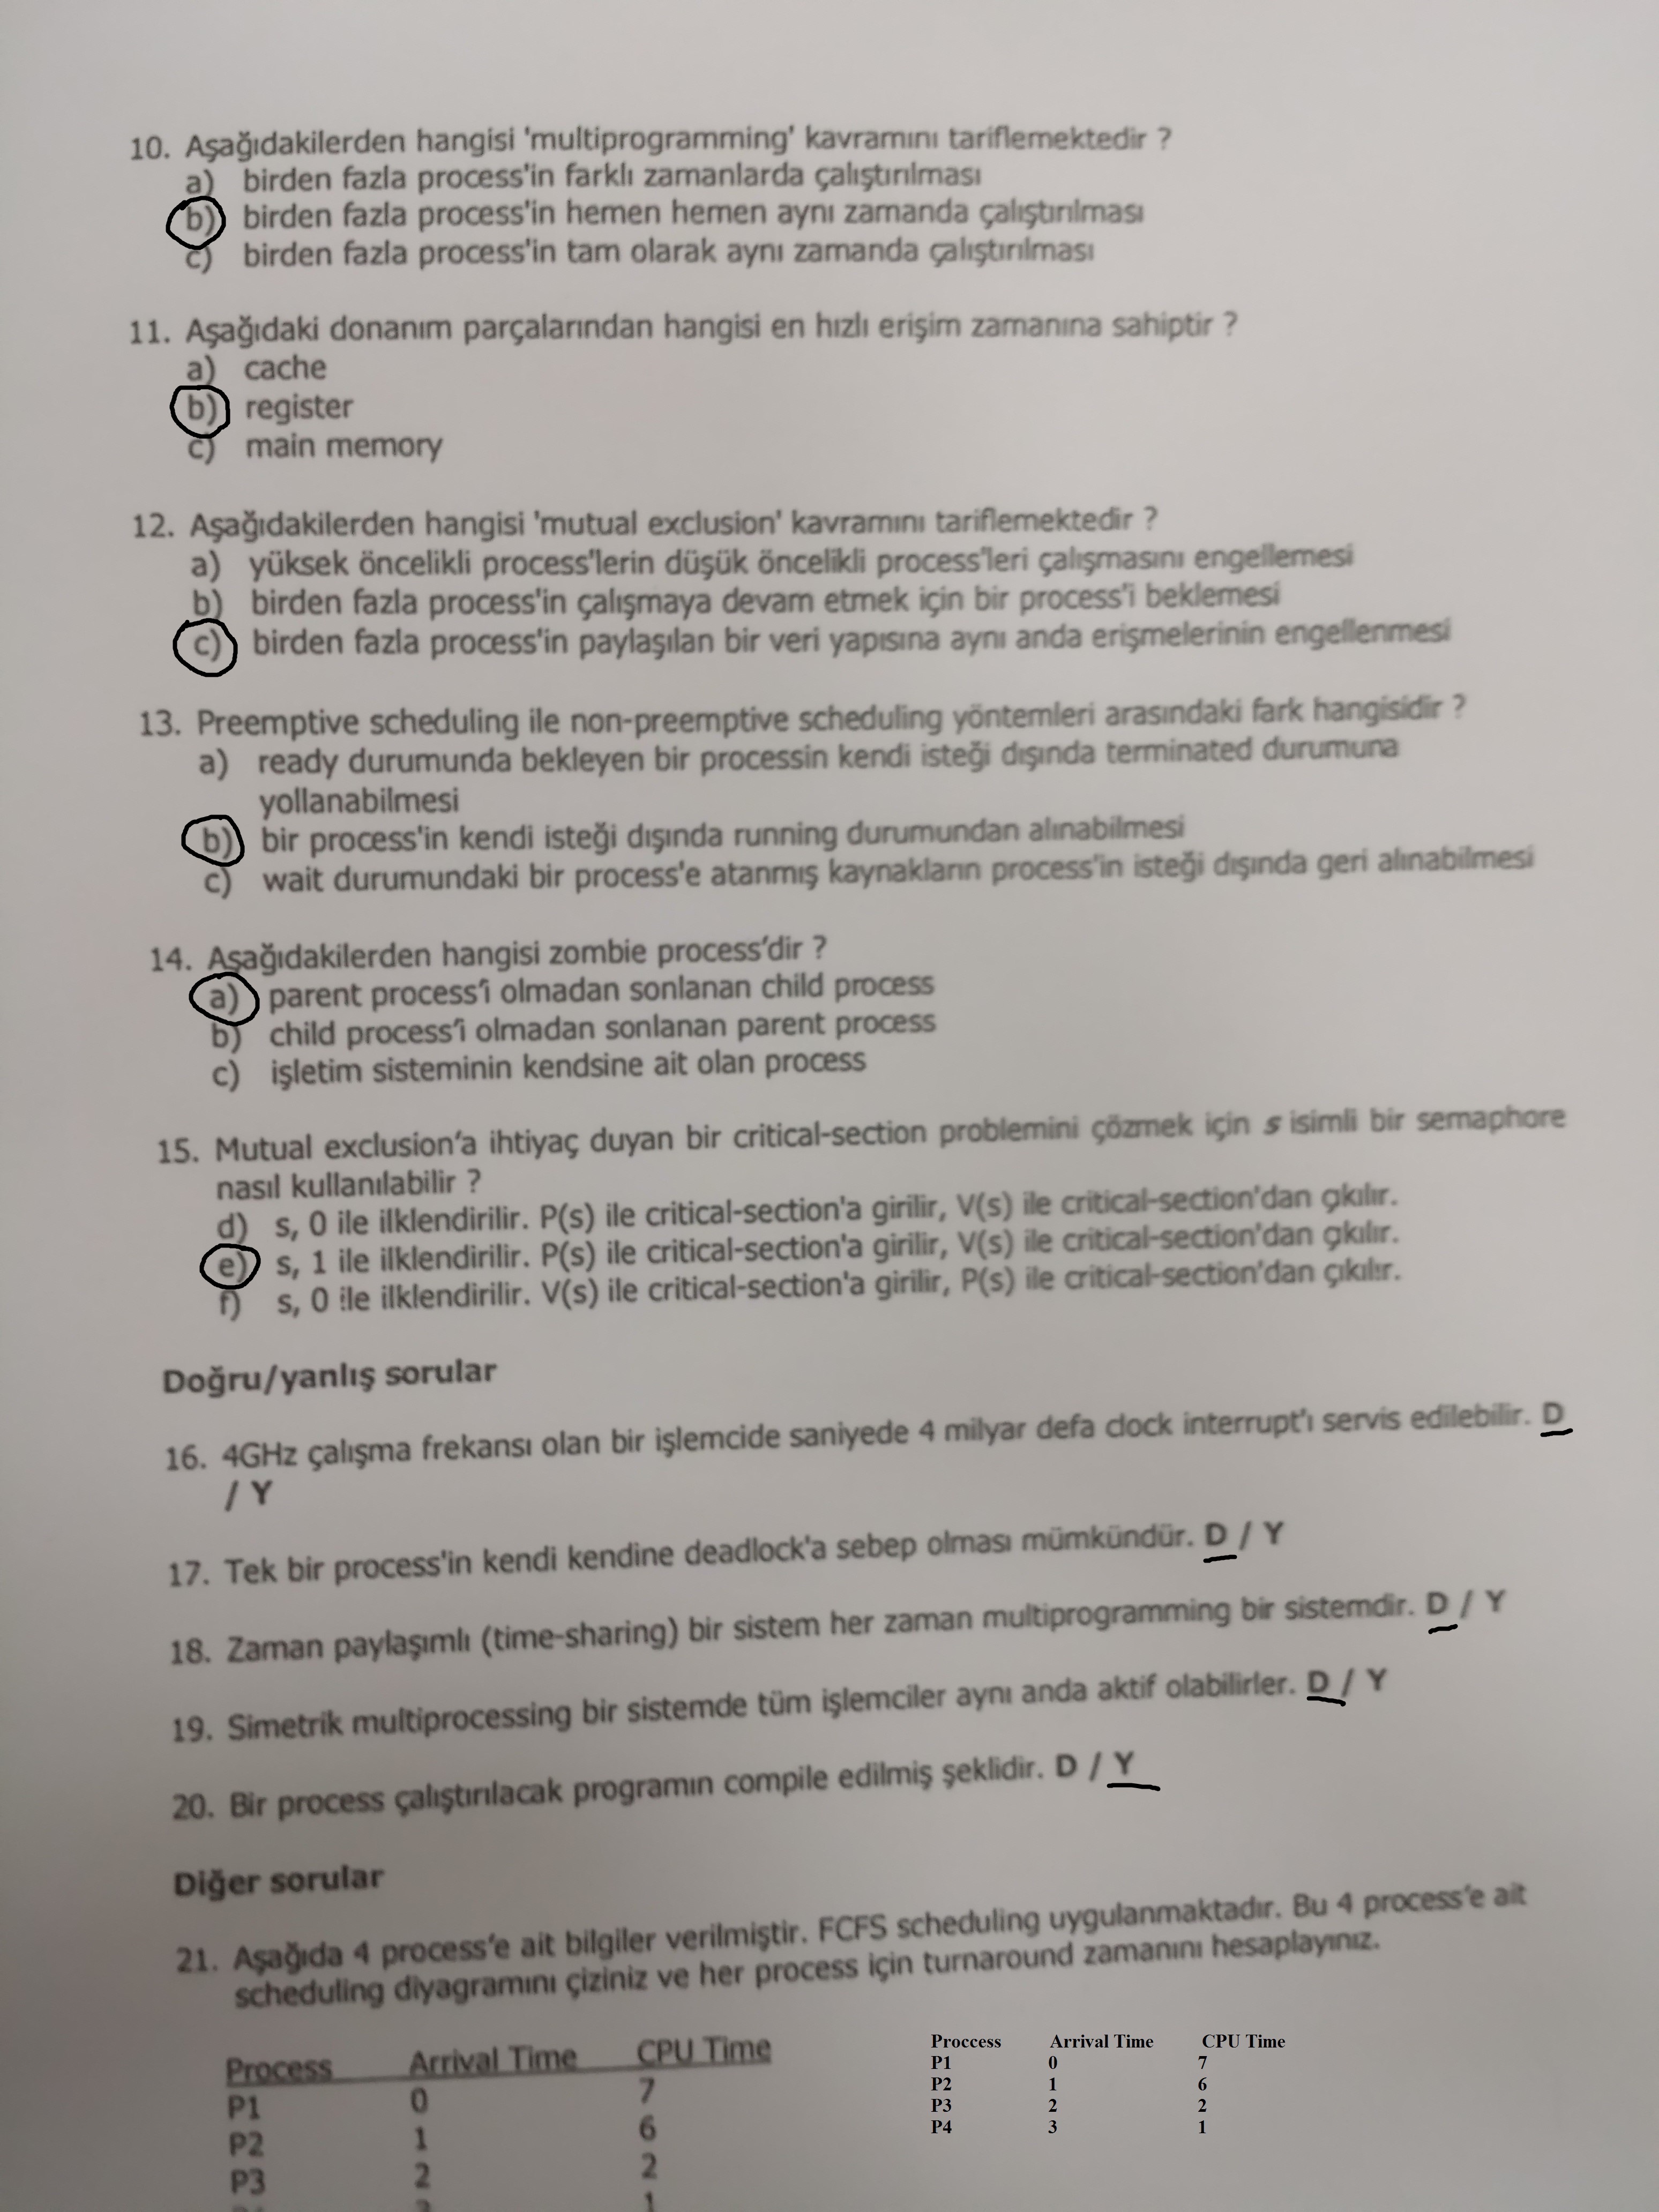 10. Aşağıdakilerden hangisi 'multiprogramming' kavramını tariflemektedir ?
a) birden fazla process'in farklı zamanlarda çalıştırılması
b) birden fazla process'in hemen hemen aynı zamanda çalıştırılması
c) birden fazla process'in tam olarak aynı zamanda çalıştırılması
11. Aşağıdaki donanım parçalarından hangisi en hızlı erişim zamanına sahiptir ?
a) cache
b) register
c) main memory
12. Aşağıdakilerden hangisi 'mutual exclusion' kavramını tariflemektedir ?
a) yüksek öncelikli process'lerin düşük öncelikli process'leri çalışmasını engellemesi
b) birden fazla process'in çalışmaya devam etmek için bir process'i beklemesi
c) birden fazla process'in paylaşılan bir veri yapısına aynı anda erişmelerinin engellenmesi
13. Preemptive scheduling ile non-preemptive scheduling yöntemleri arasındaki fark hangisidir ?
a) ready durumunda bekleyen bir processin kendi isteği dışında terminated durumuna
yollanabilmesi
b) bir process'in kendi isteği dışında running durumundan alınabilmesi
c) wait durumundaki bir process'e atanmış kaynakların process'in isteği dışında geri alınabilmesi
14. Aşağıdakilerden hangisi zombie process'dir ?
a) parent process'i olmadan sonlanan child process
b) child process'i olmadan sonlanan parent process
c) işletim sisteminin kendsine ait olan process
15. Mutual exclusion'a ihtiyaç duyan bir critical-section problemini çözmek için s isimli bir semaphore
nasıl kullanılabilir ?
d) s, 0 ile ilklendirilir. P(s) ile critical-section'a girilir, V(s) ile critical-section'dan çıkılır.
e) s, 1 ile ilklendirilir. P(s) ile critical-section'a girilir, V(s) ile critical-section'dan çıkılır.
f) s, 0 ile ilklendirilir. V(s) ile critical-section'a girilir, P(s) ile critical-section'dan çıkılır.
Doğru/yanlış sorular
16. 4GHz çalışma frekansı olan bir işlemcide saniyede 4 milyar defa clock interrupt'ı servis edilebilir. D
/ Y
17. Tek bir process'in kendi kendine deadlock'a sebep olması mümkündür. D / Y
18. Zaman paylaşımlı (time-sharing) bir sistem her zaman multiprogramming bir sistemdir. D / Y
19. Simetrik multiprocessing bir sistemde tüm işlemciler aynı anda aktif olabilirler. D / Y
20. Bir process çalıştırılacak programın compile edilmiş şeklidir. D / Y
Diğer sorular
21. Aşağıda 4 process'e ait bilgiler verilmiştir. FCFS scheduling uygulanmaktadır. Bu 4 process'e ait
scheduling diyagramını çiziniz ve her process için turnaround zamanını hesaplayınız.
Process Arrival Time CPU Time
P1 0 7
P2 1 6
P3 2 2
1
Proccess Arrival Time CPU Time
P1 0 7
P2 1 6
P3 2 2
P4 3 1